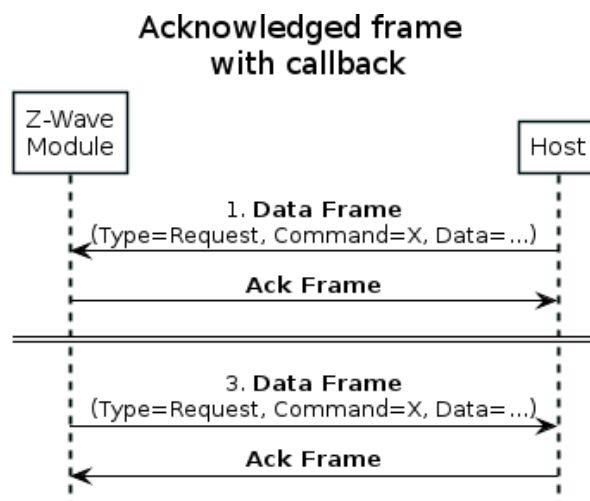 Acknowledged frame
with callback
Z-Wave
Module
Host
1. Data Frame
(Type=Request, Command=X, Data=...)
Ack Frame
3. Data Frame
(Type=Request, Command=X, Data=...)
Ack Frame